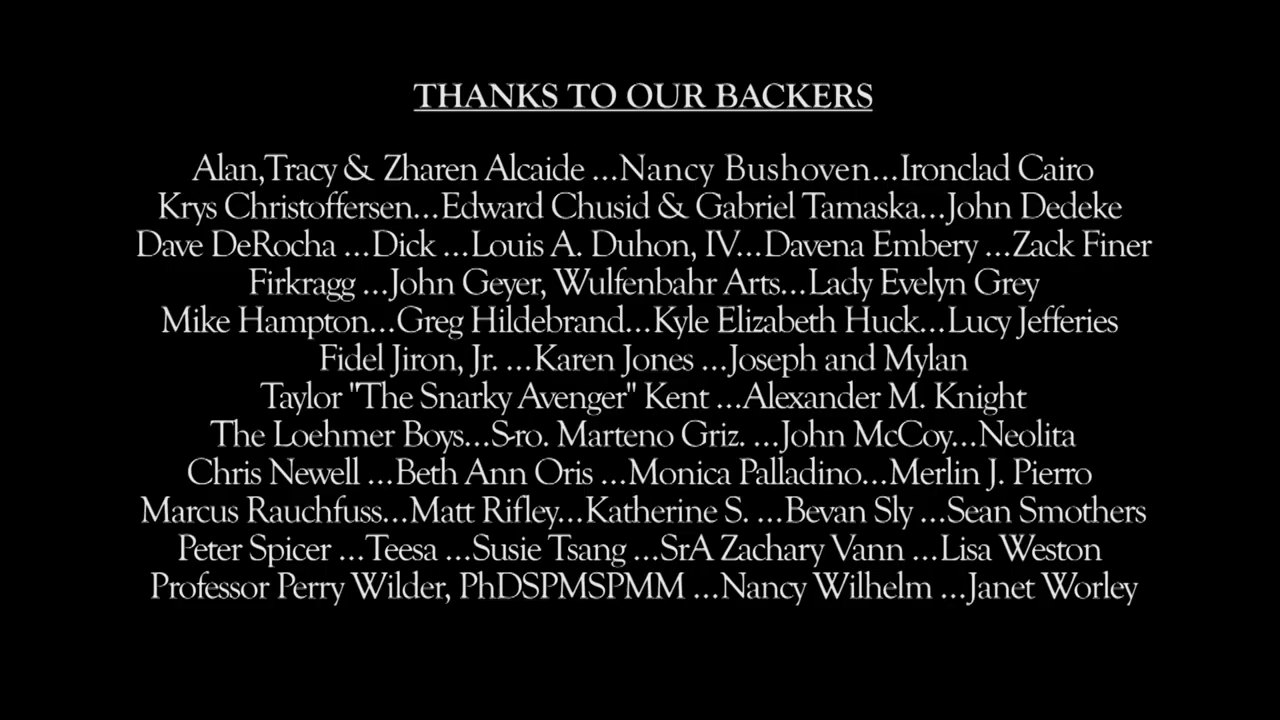 THANKS TO OUR BACKERS
Alan,Tracy & Zharen Alcaide ...Nancy Bushoven...Ironclad Cairo
Krys Christoffersen...Edward Chusid & Gabriel Tamaska...John Dedeke
Dave DeRocha ...Dick ...Louis A. Duhon, IV...Davena Embery ...Zack Finer
Firkragg ...John Geyer, Wulfenbahr Arts...Lady Evelyn Grey
Mike Hampton...Greg Hildebrand...Kyle Elizabeth Huck...Lucy Jefferies
Fidel Jiron, Jr. ...Karen Jones ...Joseph and Mylan
Taylor "The Snarky Avenger" Kent ...Alexander M. Knight
The Loehmer Boys...S-ro. Marteno Griz. ...John McCoy...Neolita
Chris Newell ...Beth Ann Oris ...Monica Palladino...Merlin J. Pierro
Marcus Rauchfuss...Matt Rifley...Katherine S. ...Bevan Sly ...Sean Smothers
Peter Spicer ...Teesa ...Susie Tsang ...SrA Zachary Vann ...Lisa Weston
Professor Perry Wilder, PhDSPMSPMM ...Nancy Wilhelm ...Janet Worley